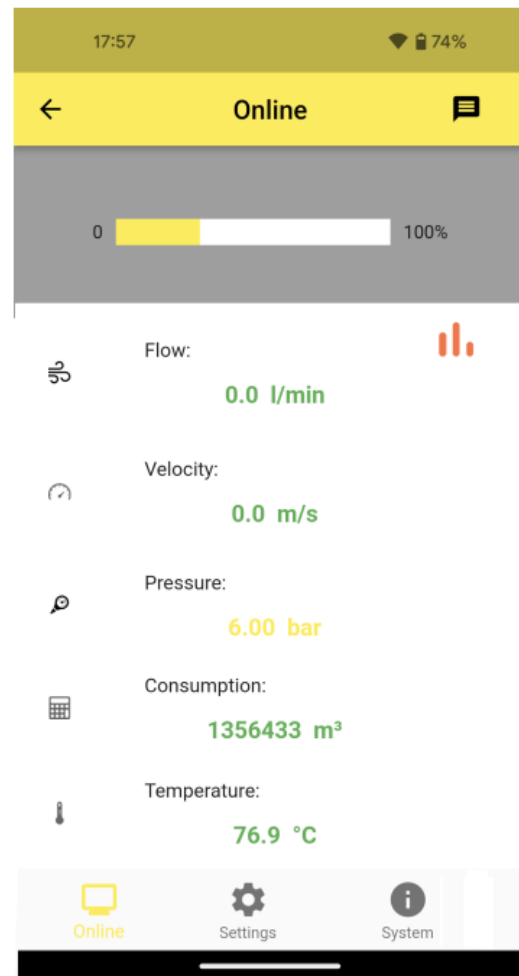 17:57 74%
Online
0 100%
Flow:
0.0 l/min
Velocity:
0.0 m/s
Pressure:
6.00 bar
Consumption:
1356433 m³
Temperature:
76.9 °C
Online Settings System